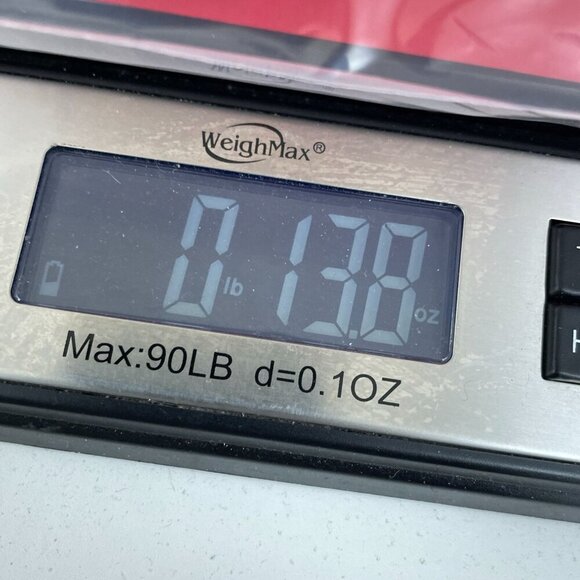 WeighMax®
0 lb 13.8 oz
Max:90LB d=0.1OZ
H